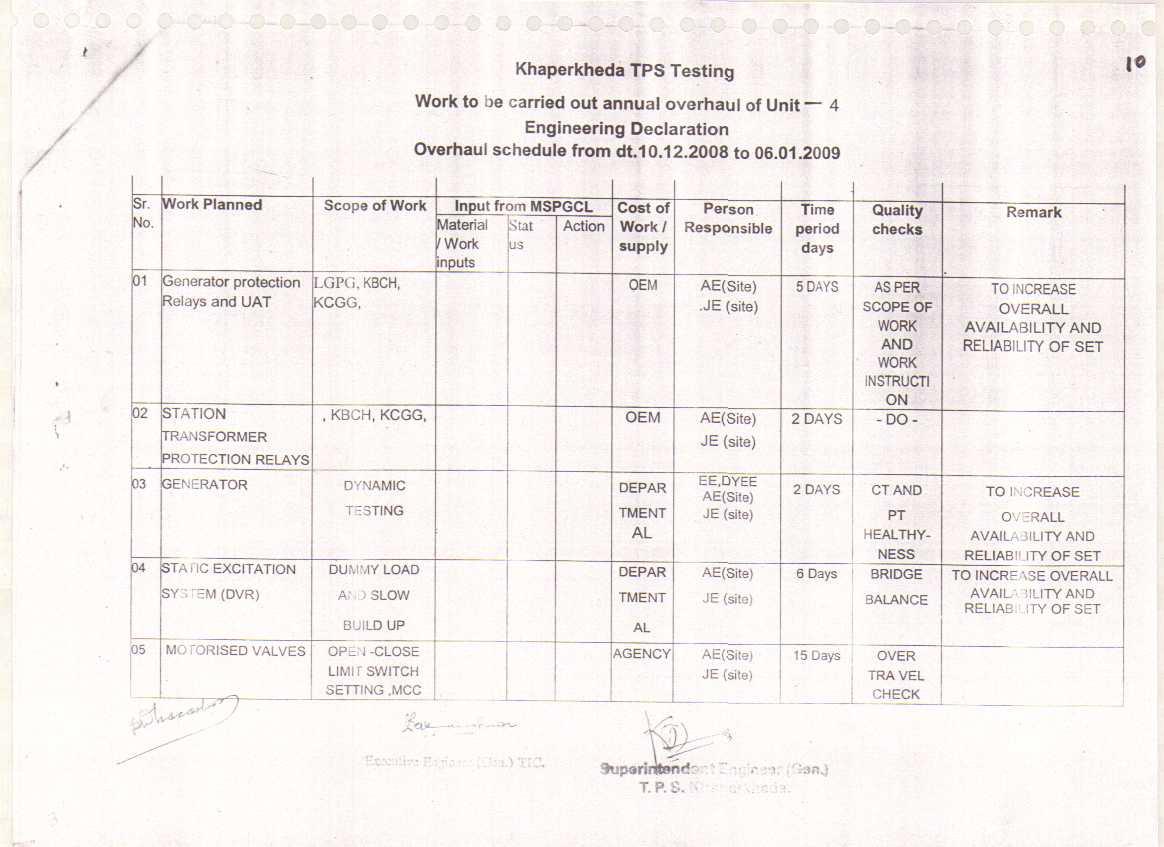 10
Khaperkheda TPS Testing
Work to be carried out annual overhaul of Unit — 4
Engineering Declaration
Overhaul schedule from dt.10.12.2008 to 06.01.2009
Sr. No. Work Planned Scope of Work Input from MSPGCL Cost of Work / supply Person Responsible Time period days Quality checks Remark
Material / Work inputs Stat us Action
01 Generator protection Relays and UAT LGPG, KBCH, KCGG, OEM AE(Site) .JE (site) 5 DAYS AS PER SCOPE OF WORK AND WORK INSTRUCTI ON TO INCREASE OVERALL AVAILABILITY AND RELIABILITY OF SET
02 STATION TRANSFORMER PROTECTION RELAYS , KBCH, KCGG, OEM AE(Site) JE (site) 2 DAYS - DO -
03 GENERATOR DYNAMIC TESTING DEPAR TMENT AL EE,DYEE AE(Site) JE (site) 2 DAYS CT AND PT HEALTHY- NESS TO INCREASE OVERALL AVAILABILITY AND RELIABILITY OF SET
04 STATIC EXCITATION SYSTEM (DVR) DUMMY LOAD AND SLOW BUILD UP DEPAR TMENT AL AE(Site) JE (site) 6 Days BRIDGE BALANCE TO INCREASE OVERALL AVAILABILITY AND RELIABILITY OF SET
05 MOTORISED VALVES OPEN -CLOSE LIMIT SWITCH SETTING ,MCC AGENCY AE(Site) JE (site) 15 Days OVER TRA VEL CHECK
Executive Engineer (Gen.) TIC.
Superintendent Engineer (Gen.)
T. P. S. Khaparkheda.